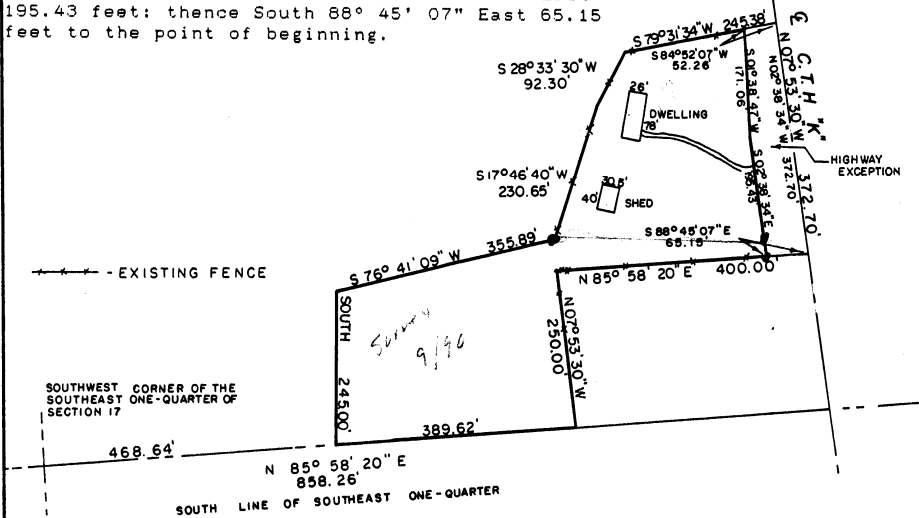 195.43 feet: thence South 88° 45' 07" East 65.15
feet to the point of beginning.
S 79°31'34"W 245.38'
S 84°52'07"W
52.26'
S 28°33'30"W
92.30'
26'
DWELLING
78'
S 01°38'47"W
171.06'
℄ C.T.H "K"
N 07° 53' 30"W 372.70'
N 02°38'34"W 372.70'
HIGHWAY
EXCEPTION
S 02°38'34"E
195.43
S 17°46'40"W
230.65'
30.5'
40'
SHED
S 88°45'07"E
65.15
S 76° 41' 09" W 355.89'
- EXISTING FENCE
N 85° 58' 20"E 400.00'
SOUTH 245.00'
Survey
9/90
N 07°53'30"W
250.00'
SOUTHWEST CORNER OF THE
SOUTHEAST ONE-QUARTER OF
SECTION 17
468.64'
389.62'
N 85° 58' 20" E
858.26'
SOUTH LINE OF SOUTHEAST ONE-QUARTER